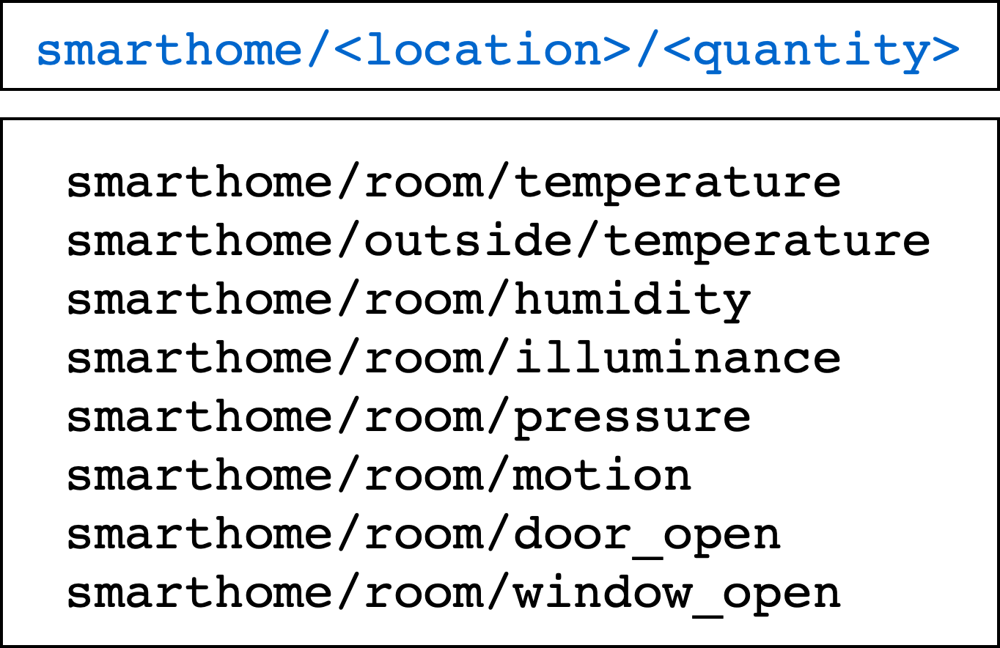 smarthome/<location>/<quantity>
smarthome/room/temperature
smarthome/outside/temperature
smarthome/room/humidity
smarthome/room/illuminance
smarthome/room/pressure
smarthome/room/motion
smarthome/room/door_open
smarthome/room/window_open